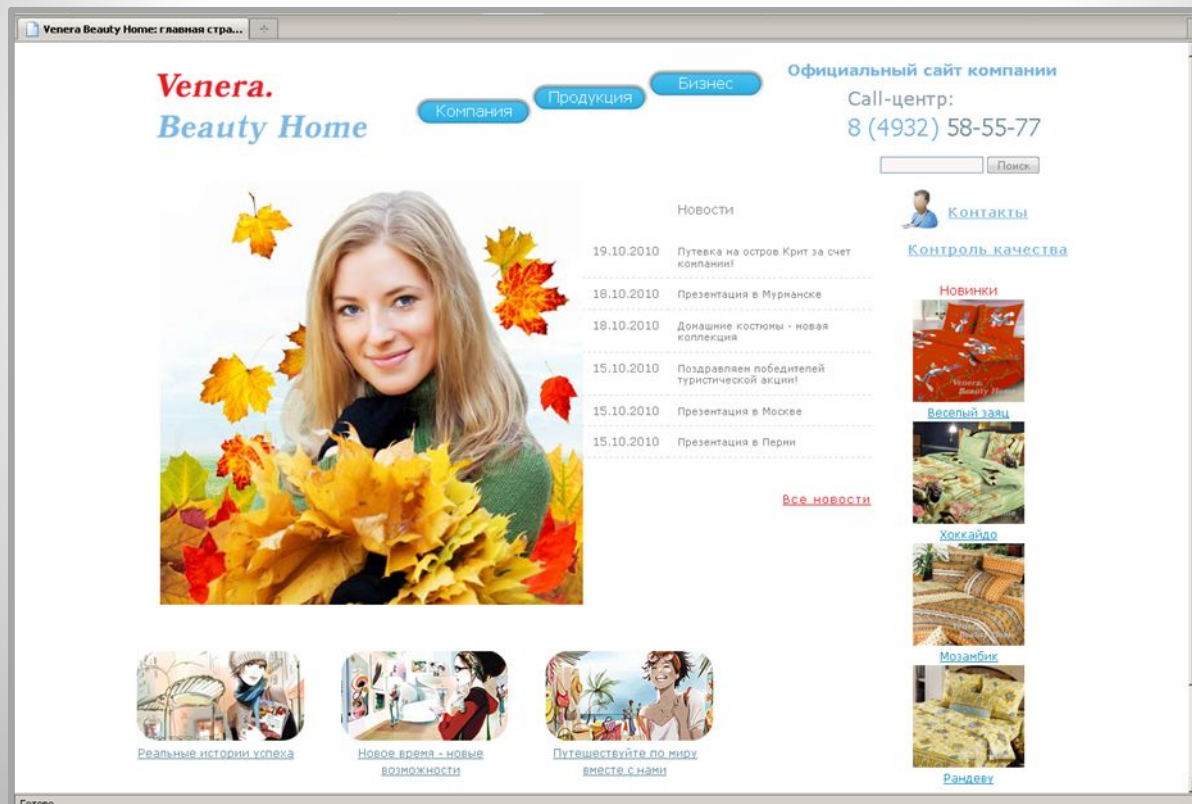 Venera Beauty Home: главная стра...
Venera.
Beauty Home
Компания
Продукция
Бизнес
Официальный сайт компании
Call-центр:
8 (4932) 58-55-77
Поиск
Контакты
Контроль качества
Новости
19.10.2010 Путевка на остров Крит за счет
компании!
18.10.2010 Презентация в Мурманске
18.10.2010 Домашние костюмы - новая
коллекция
15.10.2010 Поздравляем победителей
туристической акции!
15.10.2010 Презентация в Москве
15.10.2010 Презентация в Перми
Все новости
Новинки
Venera.
Beauty Home
Веселый заяц
Хоккайдо
Мозамбик
Рандеву
Реальные истории успеха
Новое время - новые
возможности
Путешествуйте по миру
вместе с нами
Готово